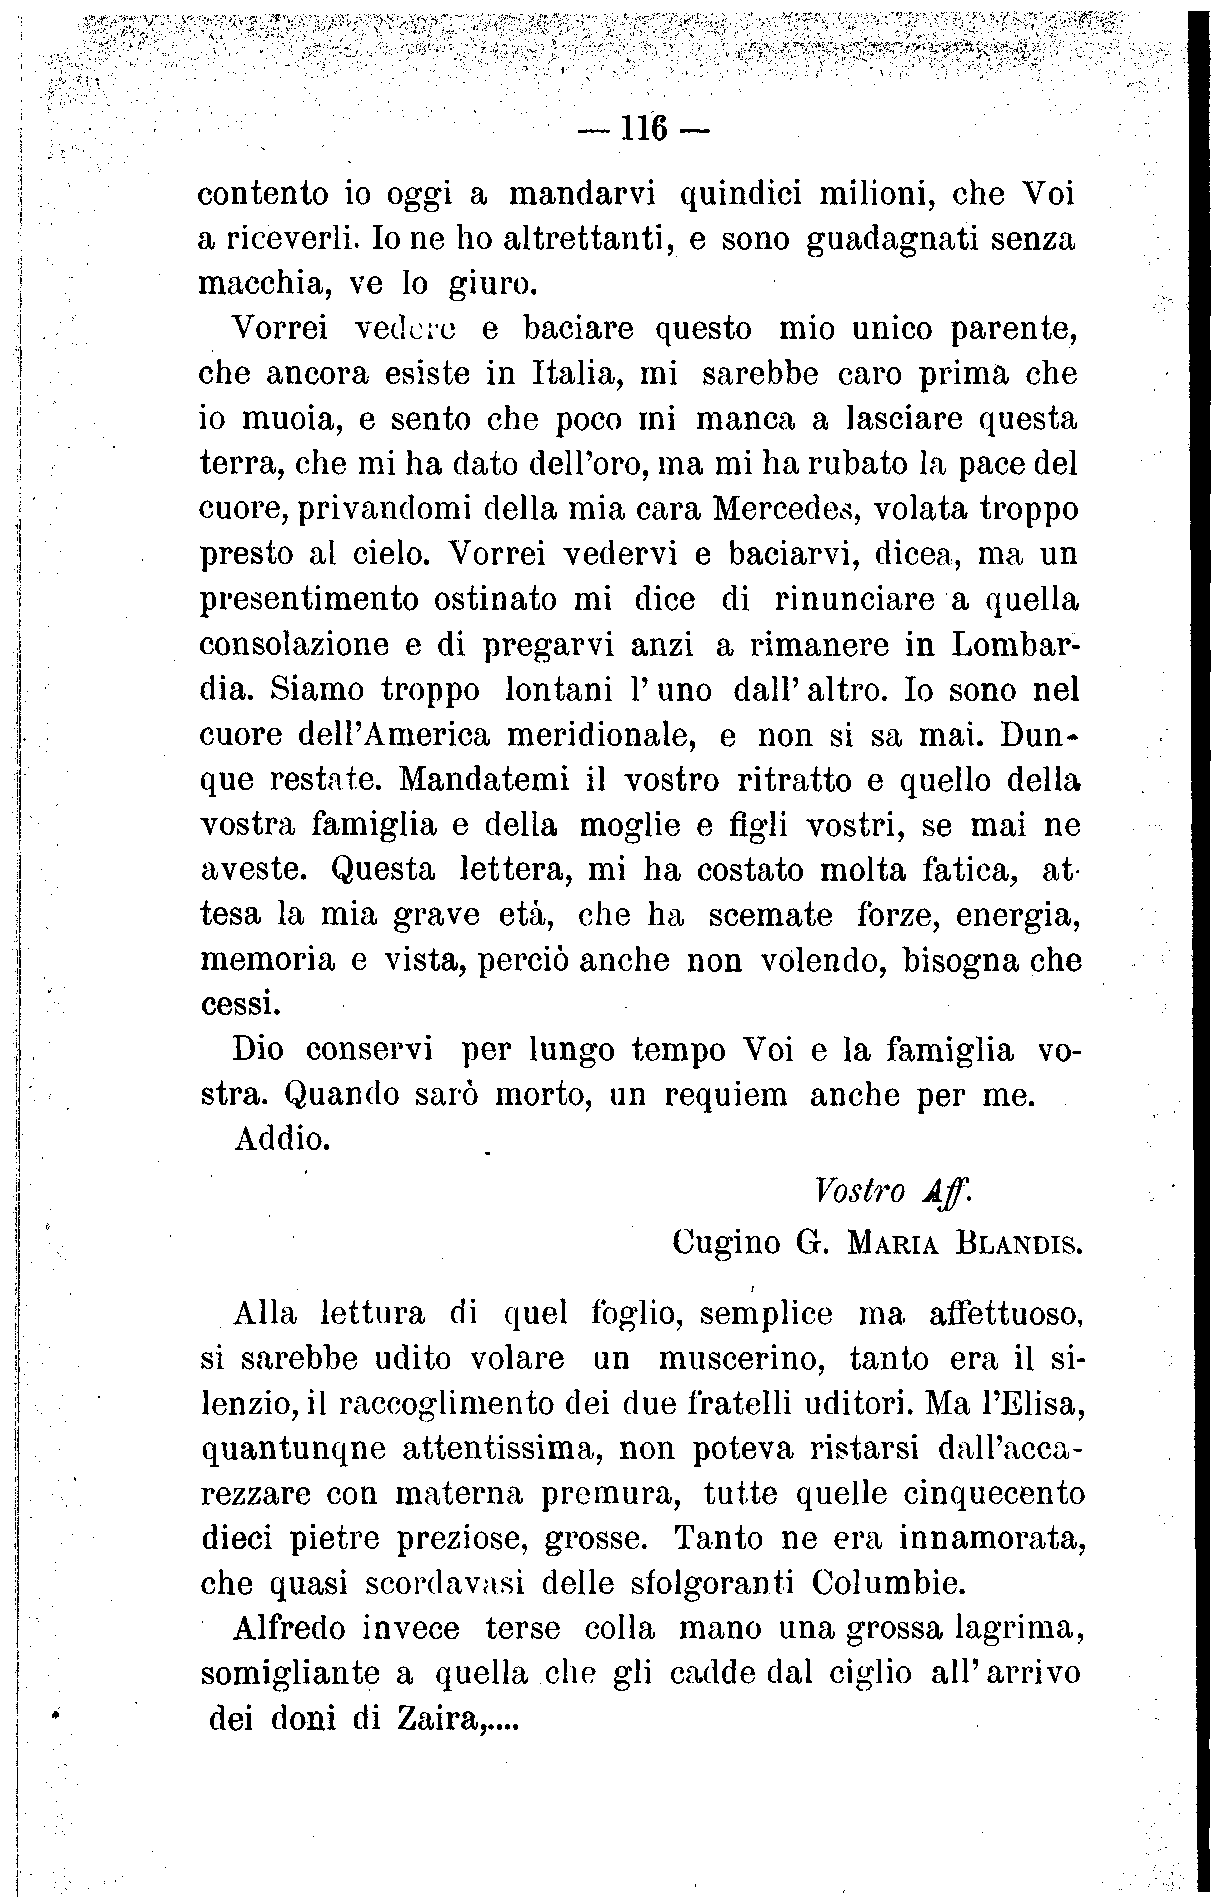 — 116 —
contento io oggi a mandarvi quindici milioni, che Voi
a riceverli. Io ne ho altrettanti, e sono guadagnati senza
macchia, ve lo giuro.
Vorrei vedere e baciare questo mio unico parente,
che ancora esiste in Italia, mi sarebbe caro prima che
io muoia, e sento che poco mi manca a lasciare questa
terra, che mi ha dato dell'oro, ma mi ha rubato la pace del
cuore, privandomi della mia cara Mercedes, volata troppo
presto al cielo. Vorrei vedervi e baciarvi, dicea, ma un
presentimento ostinato mi dice di rinunciare a quella
consolazione e di pregarvi anzi a rimanere in Lombar-
dia. Siamo troppo lontani l' uno dall' altro. Io sono nel
cuore dell'America meridionale, e non si sa mai. Dun-
que restate. Mandatemi il vostro ritratto e quello della
vostra famiglia e della moglie e figli vostri, se mai ne
aveste. Questa lettera, mi ha costato molta fatica, at-
tesa la mia grave età, che ha scemate forze, energia,
memoria e vista, perciò anche non volendo, bisogna che
cessi.
Dio conservi per lungo tempo Voi e la famiglia vo-
stra. Quando sarò morto, un requiem anche per me.
Addio.
Vostro Aff.
Cugino G. MARIA BLANDIS.
Alla lettura di quel foglio, semplice ma affettuoso,
si sarebbe udito volare un muscerino, tanto era il si-
lenzio, il raccoglimento dei due fratelli uditori. Ma l'Elisa,
quantunqne attentissima, non poteva ristarsi dall'acca-
rezzare con materna premura, tutte quelle cinquecento
dieci pietre preziose, grosse. Tanto ne era innamorata,
che quasi scordavasi delle sfolgoranti Columbie.
Alfredo invece terse colla mano una grossa lagrima,
somigliante a quella che gli cadde dal ciglio all' arrivo
dei doni di Zaira,....